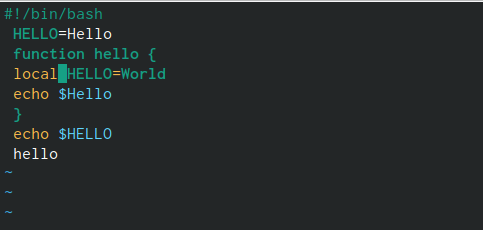 #!/bin/bash
HELLO=Hello
function hello {
local HELLO=World
echo $Hello
}
echo $HELLO
hello
~
~
~